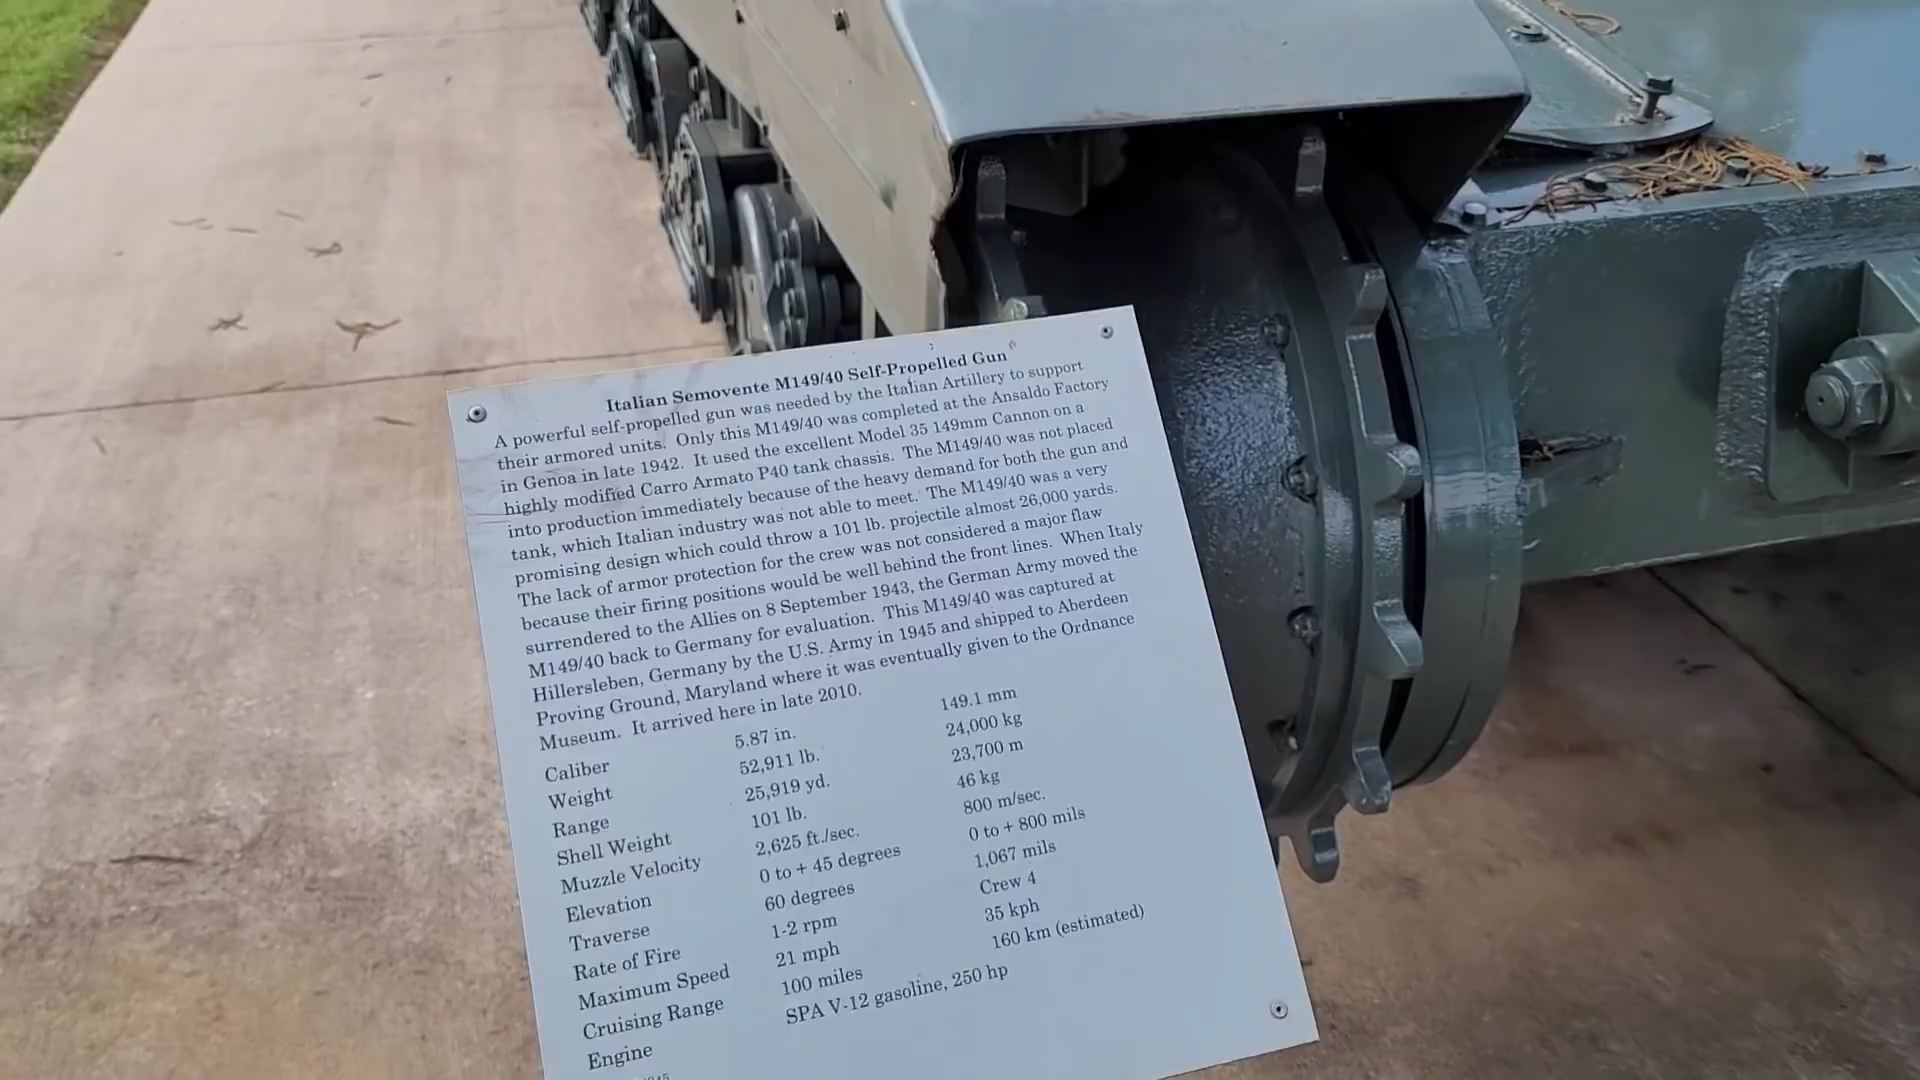 Italian Semovente M149/40 Self-Propelled Gun
A powerful self-propelled gun was needed by the Italian Artillery to support
their armored units. Only this M149/40 was completed at the Ansaldo Factory
in Genoa in late 1942. It used the excellent Model 35 149mm Cannon on a
highly modified Carro Armato P40 tank chassis. The M149/40 was not placed
into production immediately because of the heavy demand for both the gun and
tank, which Italian industry was not able to meet. The M149/40 was a very
promising design which could throw a 101 lb. projectile almost 26,000 yards.
The lack of armor protection for the crew was not considered a major flaw
because their firing positions would be well behind the front lines. When Italy
surrendered to the Allies on 8 September 1943, the German Army moved the
M149/40 back to Germany for evaluation. This M149/40 was captured at
Hillersleben, Germany by the U.S. Army in 1945 and shipped to Aberdeen
Proving Ground, Maryland where it was eventually given to the Ordnance
Museum. It arrived here in late 2010.
Caliber 5.87 in. 149.1 mm
Weight 52,911 lb. 24,000 kg
Range 25,919 yd. 23,700 m
Shell Weight 101 lb. 46 kg
Muzzle Velocity 2,625 ft./sec. 800 m/sec.
Elevation 0 to + 45 degrees 0 to + 800 mils
Traverse 60 degrees 1,067 mils
Rate of Fire 1-2 rpm Crew 4
Maximum Speed 21 mph 35 kph
Cruising Range 100 miles 160 km (estimated)
Engine SPA V-12 gasoline, 250 hp